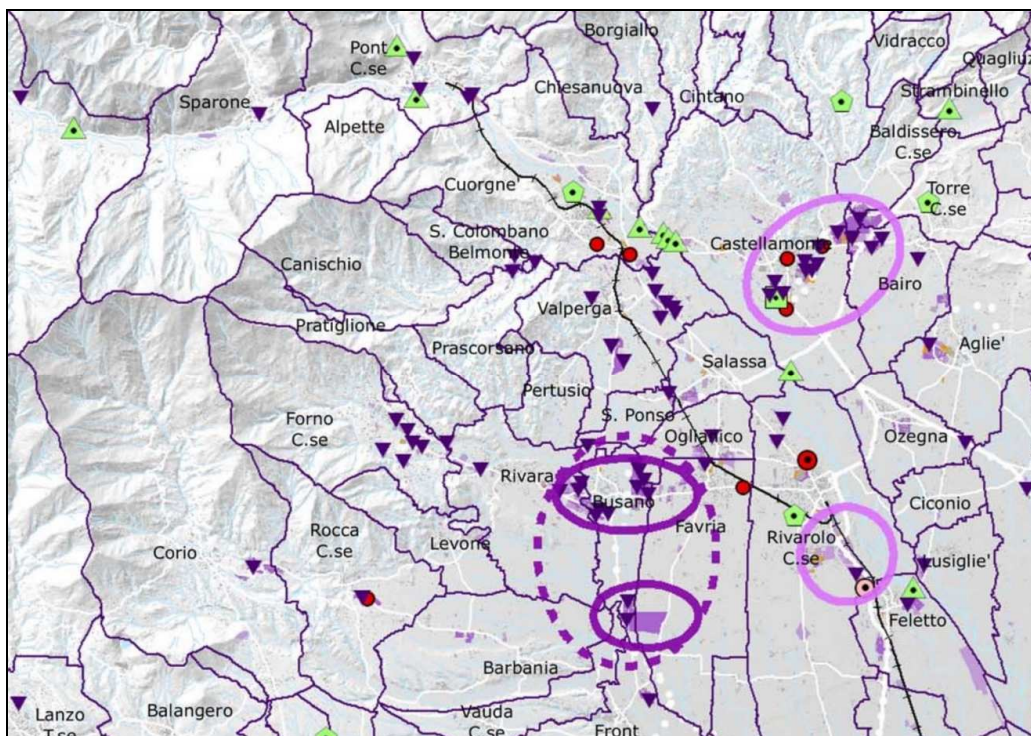 Borgiallo
Vidracco
Pont
C.se
Quagliuz
Chiesanuova
Cintano
Strambinello
Sparone
Alpette
Baldissero
C.se
Cuorgne'
Torre
C.se
S. Colombano
Belmonte
Castellamonte
Canischio
Bairo
Valperga
Pratiglione
Prascorsano
Salassa
Aglie'
Pertusio
S. Ponso
Forno
C.se
Oglianico
Ozegna
Rivara
Busano
Ciconio
Favria
Rocca
C.se
Levone
Rivarolo
C.se
Corio
Lusiglie'
Feletto
Barbania
Lanzo
T.se
Balangero
Vauda
C.se
Front